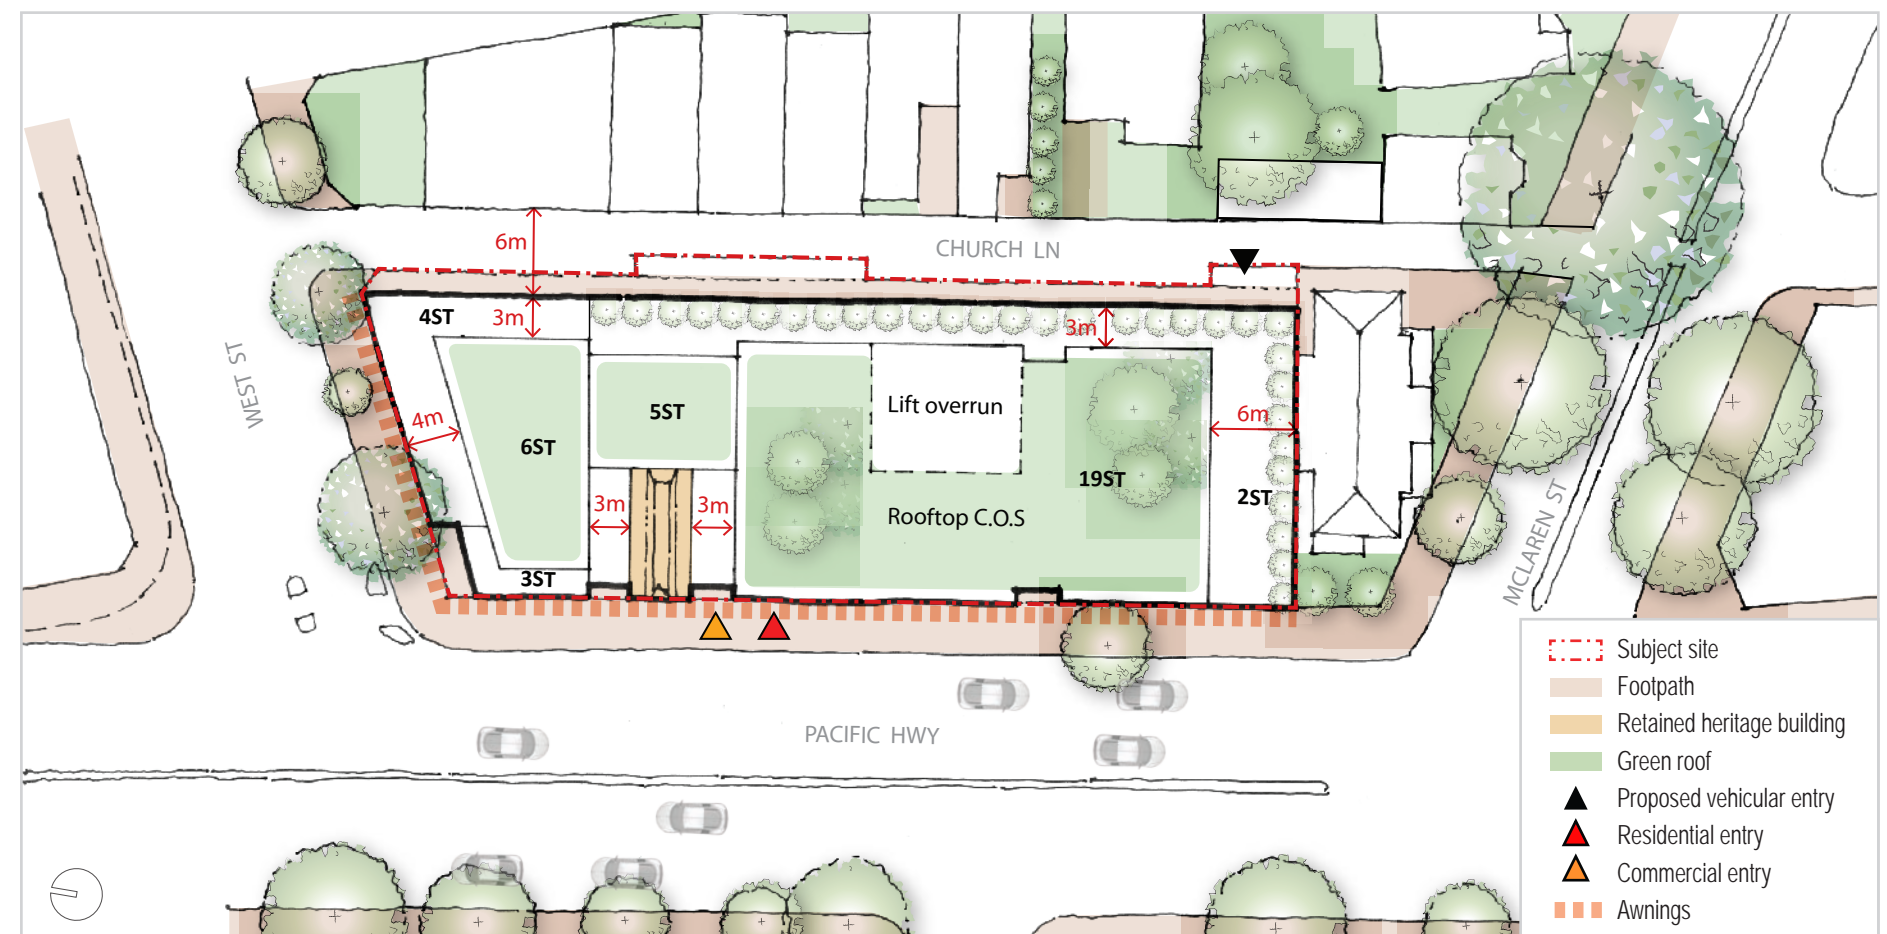 CHURCH LN
6m
4ST
3m
3m
WEST ST
4m
6ST
5ST
Lift overrun
6m
19ST
2ST
3m
3m
Rooftop C.O.S
3ST
MCLAREN ST
PACIFIC HWY
Subject site
Footpath
Retained heritage building
Green roof
Proposed vehicular entry
Residential entry
Commercial entry
Awnings